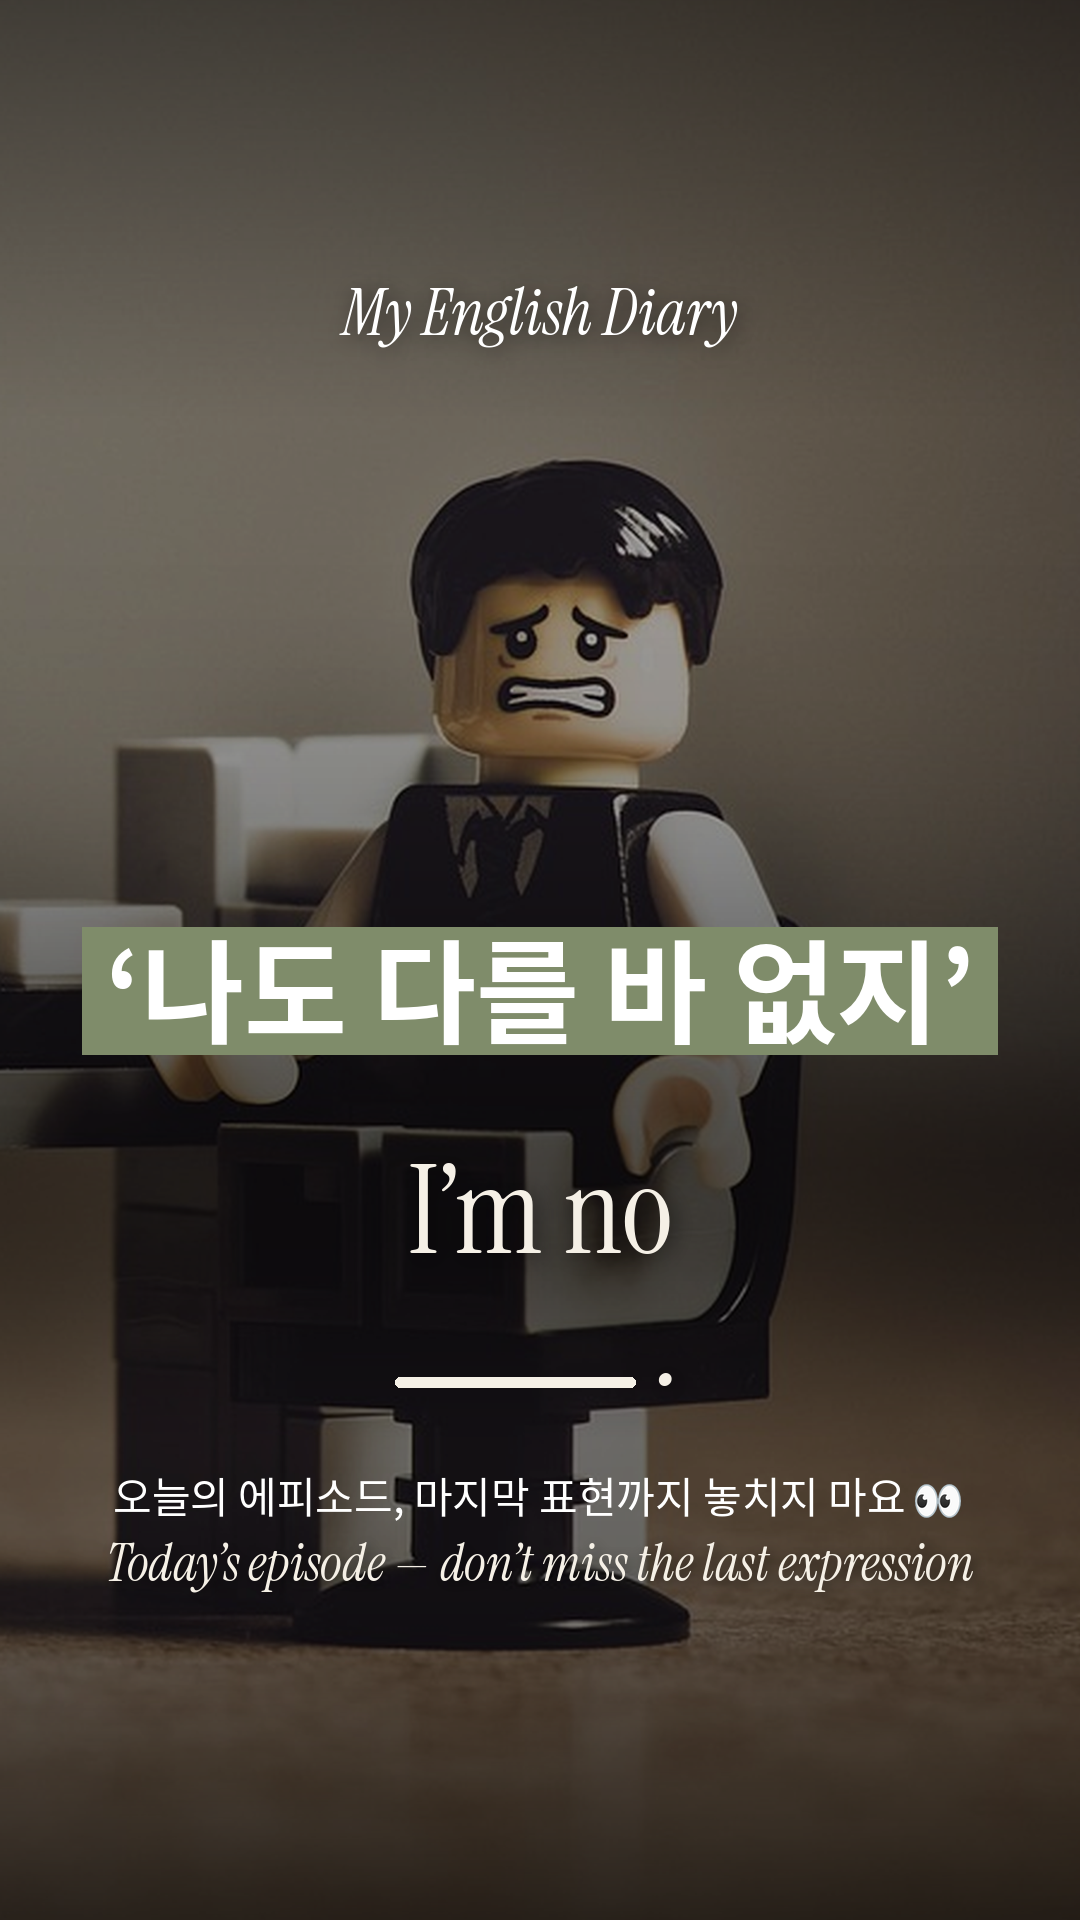 My English Diary
‘나도 다를 바 없지’
I’m no
.
오늘의 에피소드, 마지막 표현까지 놓치지 마요 👀
Today’s episode – don’t miss the last expression